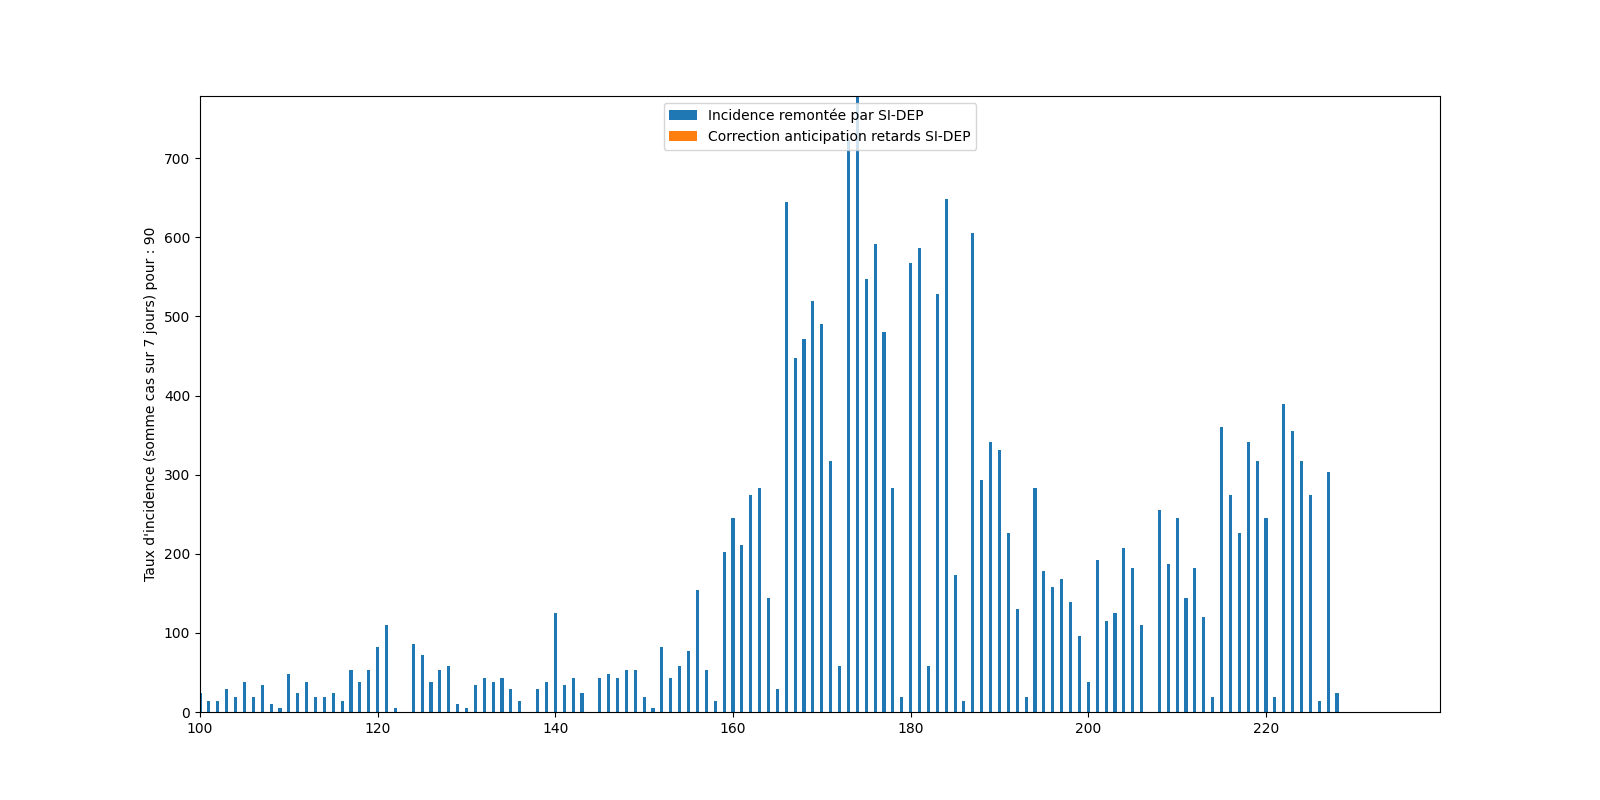 Incidence remontée par SI-DEP
Correction anticipation retards SI-DEP
Taux d'incidence (somme cas sur 7 jours) pour : 90
700
600
500
400
300
200
100
0
100 120 140 160 180 200 220